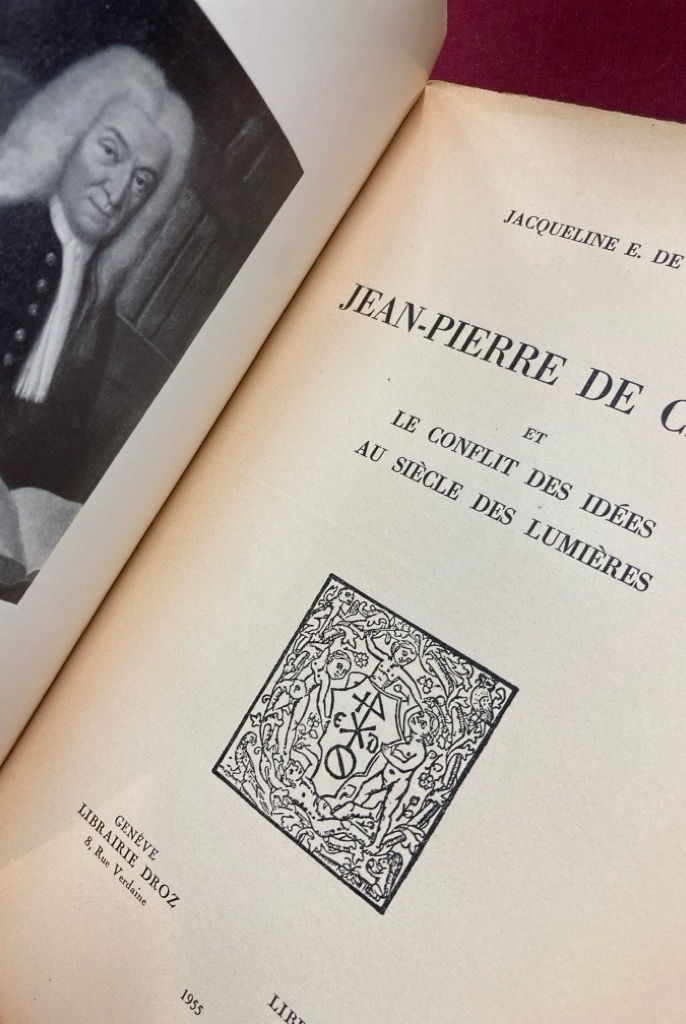 JACQUELINE E. DE
JEAN-PIERRE DE
ET
LE CONFLIT DES IDÉES
AU SIÈCLE DES LUMIÈRES
GENÈVE
LIBRAIRIE DROZ
8, Rue Verdaine
1955